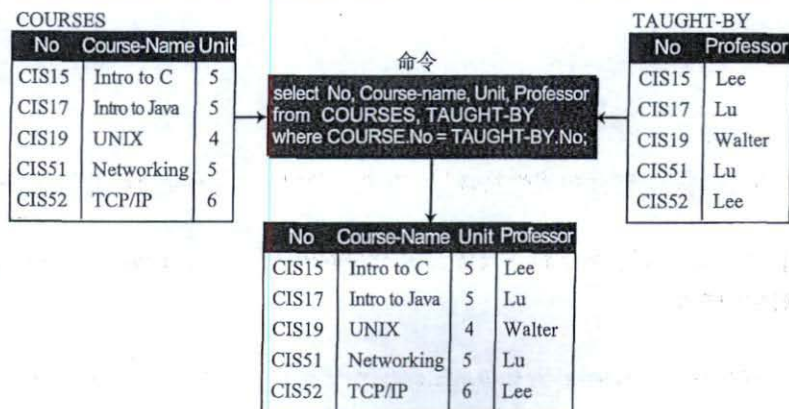 COURSES
No Course-Name Unit
CIS15 Intro to C 5
CIS17 Intro to Java 5
CIS19 UNIX 4
CIS51 Networking 5
CIS52 TCP/IP 6
命令
select No, Course-name, Unit, Professor
from COURSES, TAUGHT-BY
where COURSE.No = TAUGHT-BY.No;
TAUGHT-BY
No Professor
CIS15 Lee
CIS17 Lu
CIS19 Walter
CIS51 Lu
CIS52 Lee
No Course-Name Unit Professor
CIS15 Intro to C 5 Lee
CIS17 Intro to Java 5 Lu
CIS19 UNIX 4 Walter
CIS51 Networking 5 Lu
CIS52 TCP/IP 6 Lee